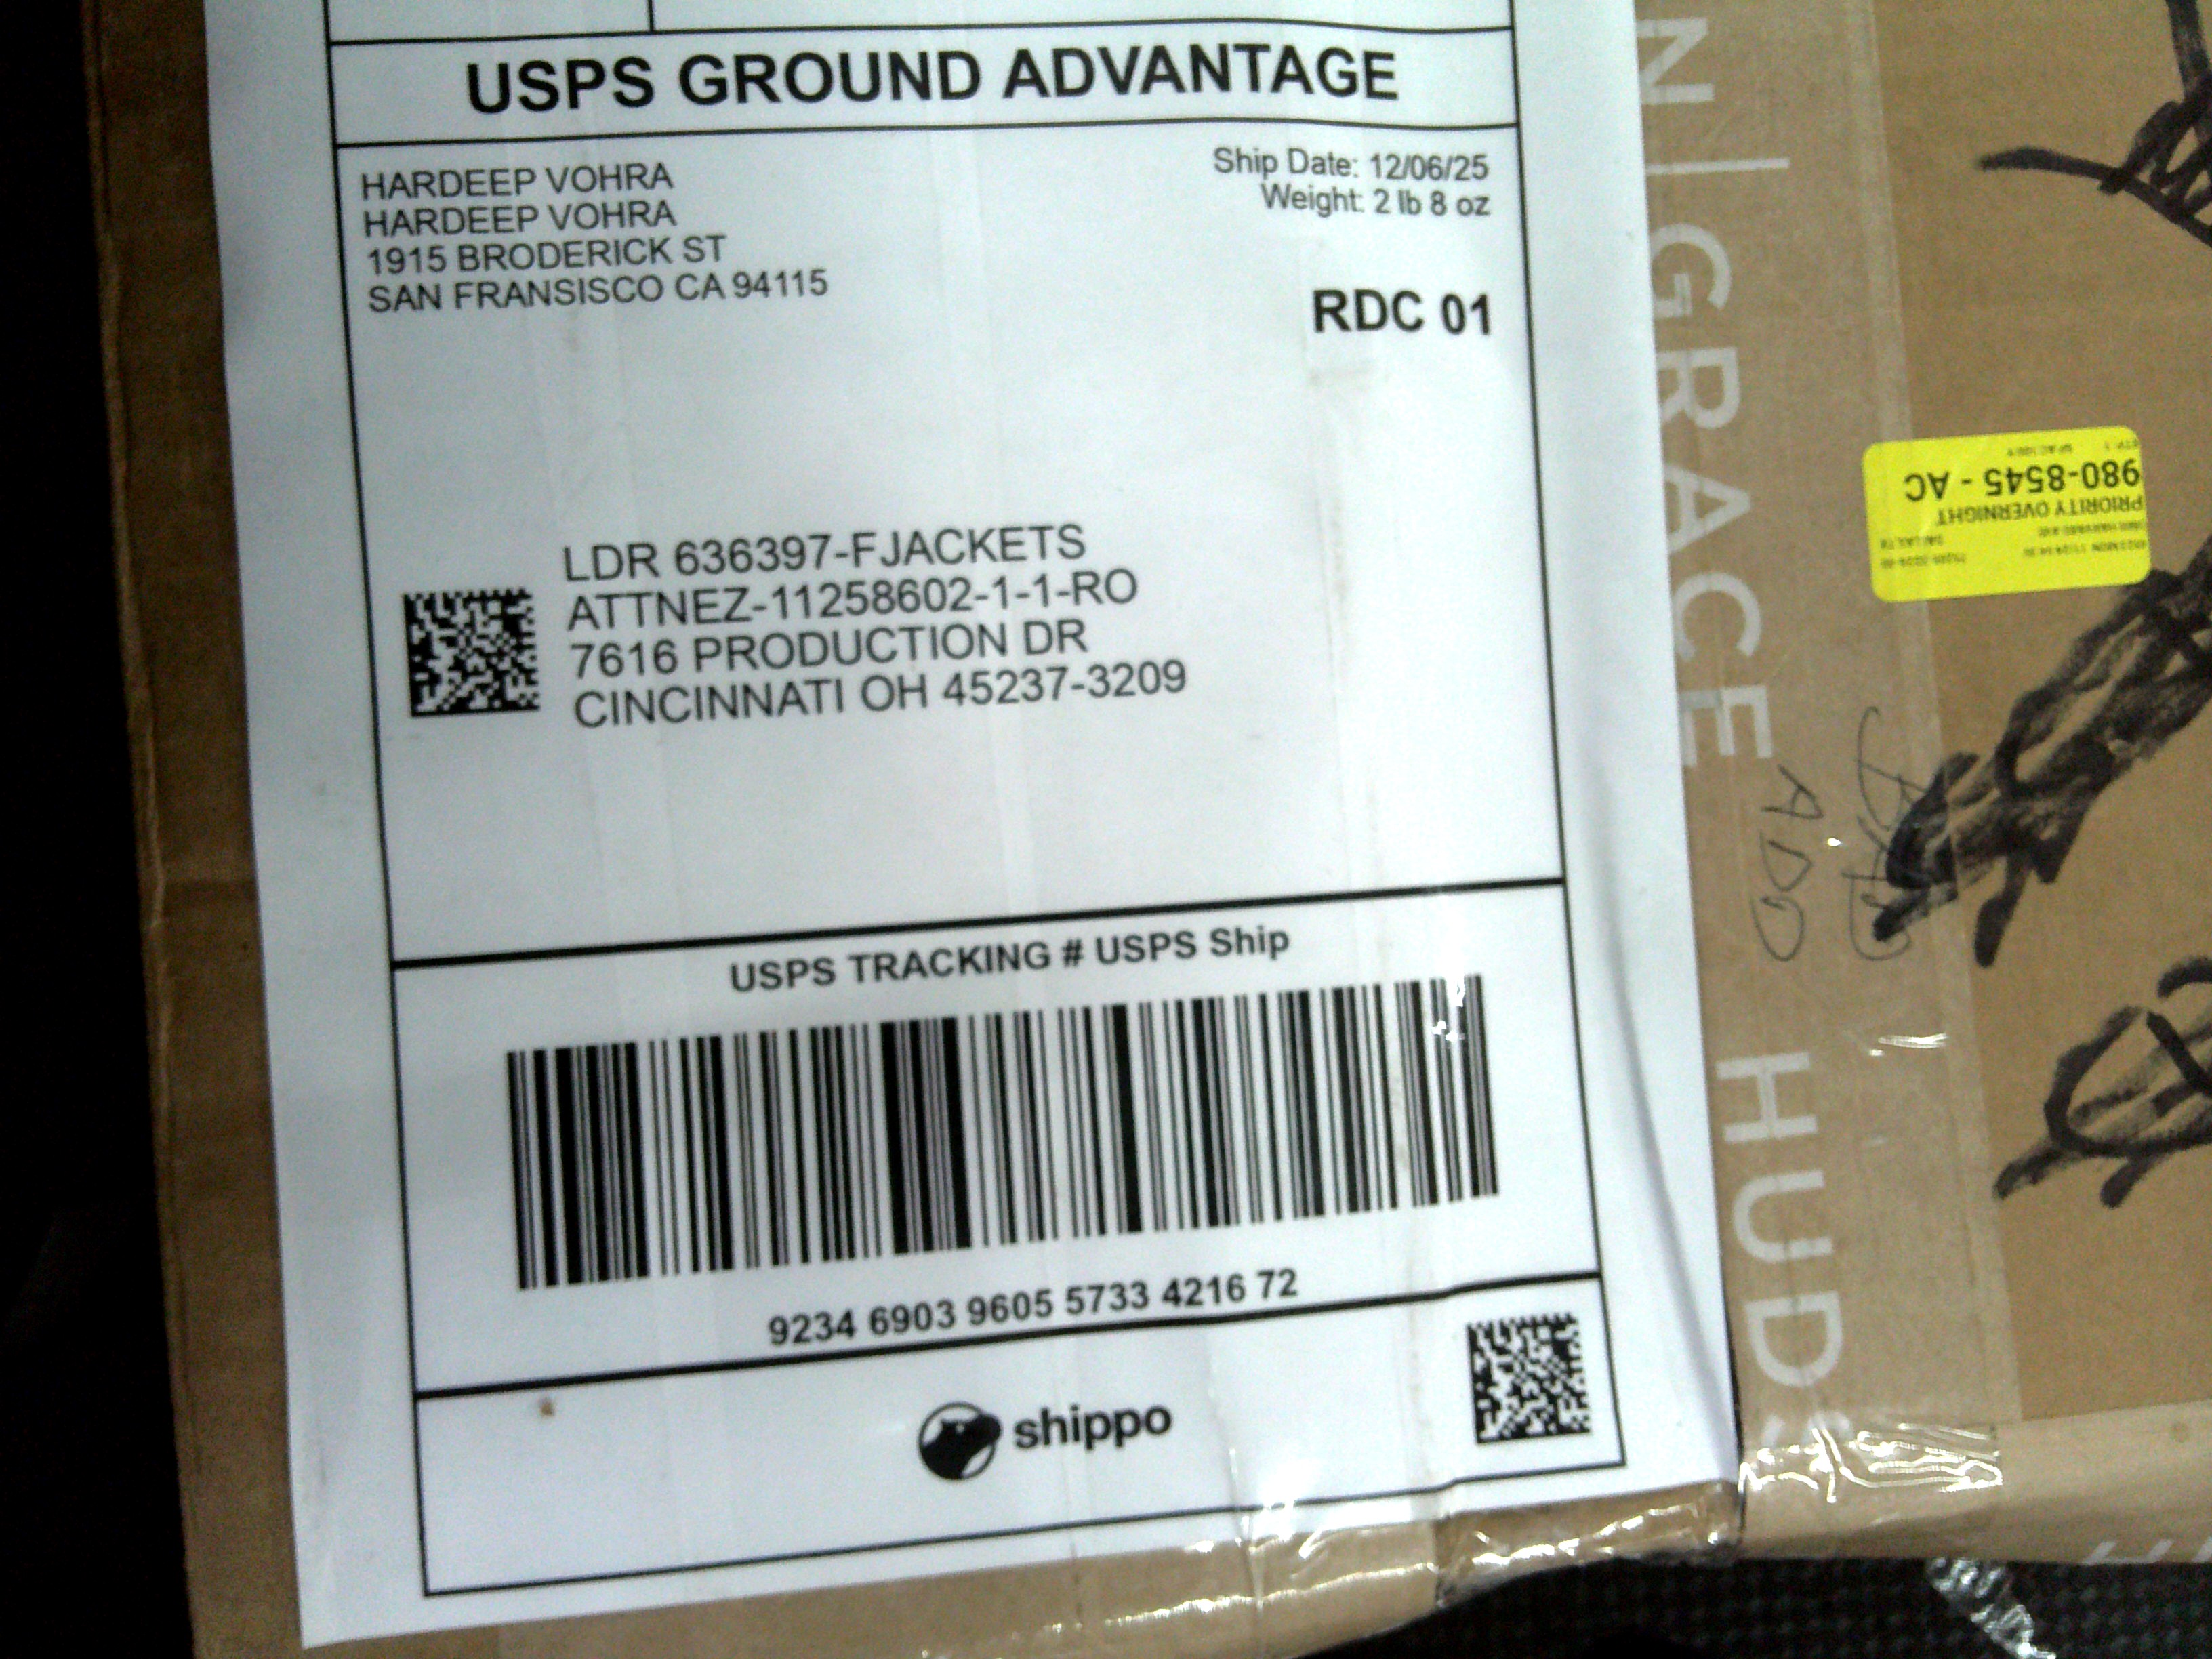 USPS GROUND ADVANTAGE
HARDEEP VOHRA
HARDEEP VOHRA
1915 BRODERICK ST
SAN FRANSISCO CA 94115
Ship Date: 12/06/25
Weight: 2 lb 8 oz
RDC 01
LDR 636397-FJACKETS
ATTNEZ-11258602-1-1-RO
7616 PRODUCTION DR
CINCINNATI OH 45237-3209
USPS TRACKING # USPS Ship
9234 6903 9605 5733 4216 72
shippo
N | GRACE HUDS
980-8545 - AC
PRIORITY OVERNIGHT